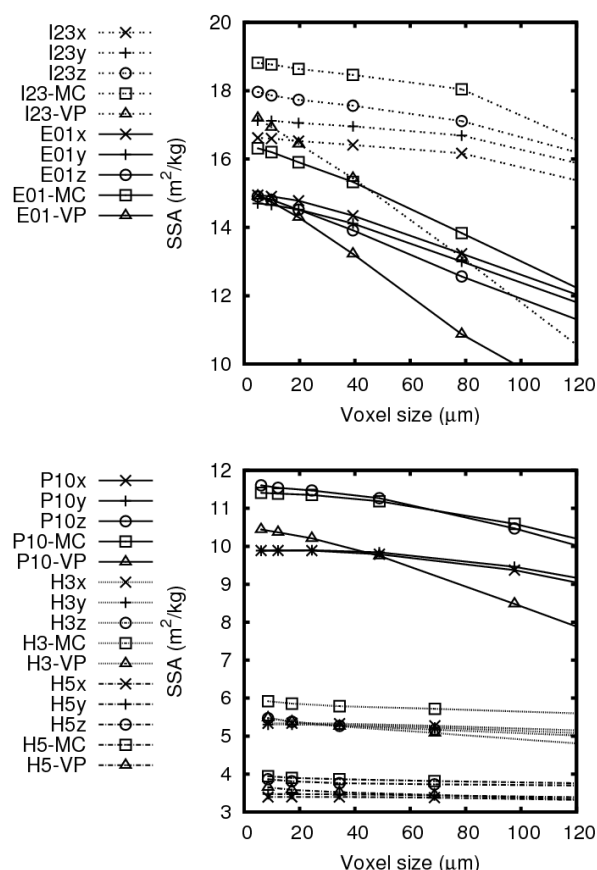 I23x
I23y
I23z
I23-MC
I23-VP
E01x
E01y
E01z
E01-MC
E01-VP
SSA (m²/kg)
20
18
16
14
12
10
0 20 40 60 80 100 120
Voxel size (μm)
P10x
P10y
P10z
P10-MC
P10-VP
H3x
H3y
H3z
H3-MC
H3-VP
H5x
H5y
H5z
H5-MC
H5-VP
SSA (m²/kg)
12
11
10
9
8
7
6
5
4
3
0 20 40 60 80 100 120
Voxel size (μm)